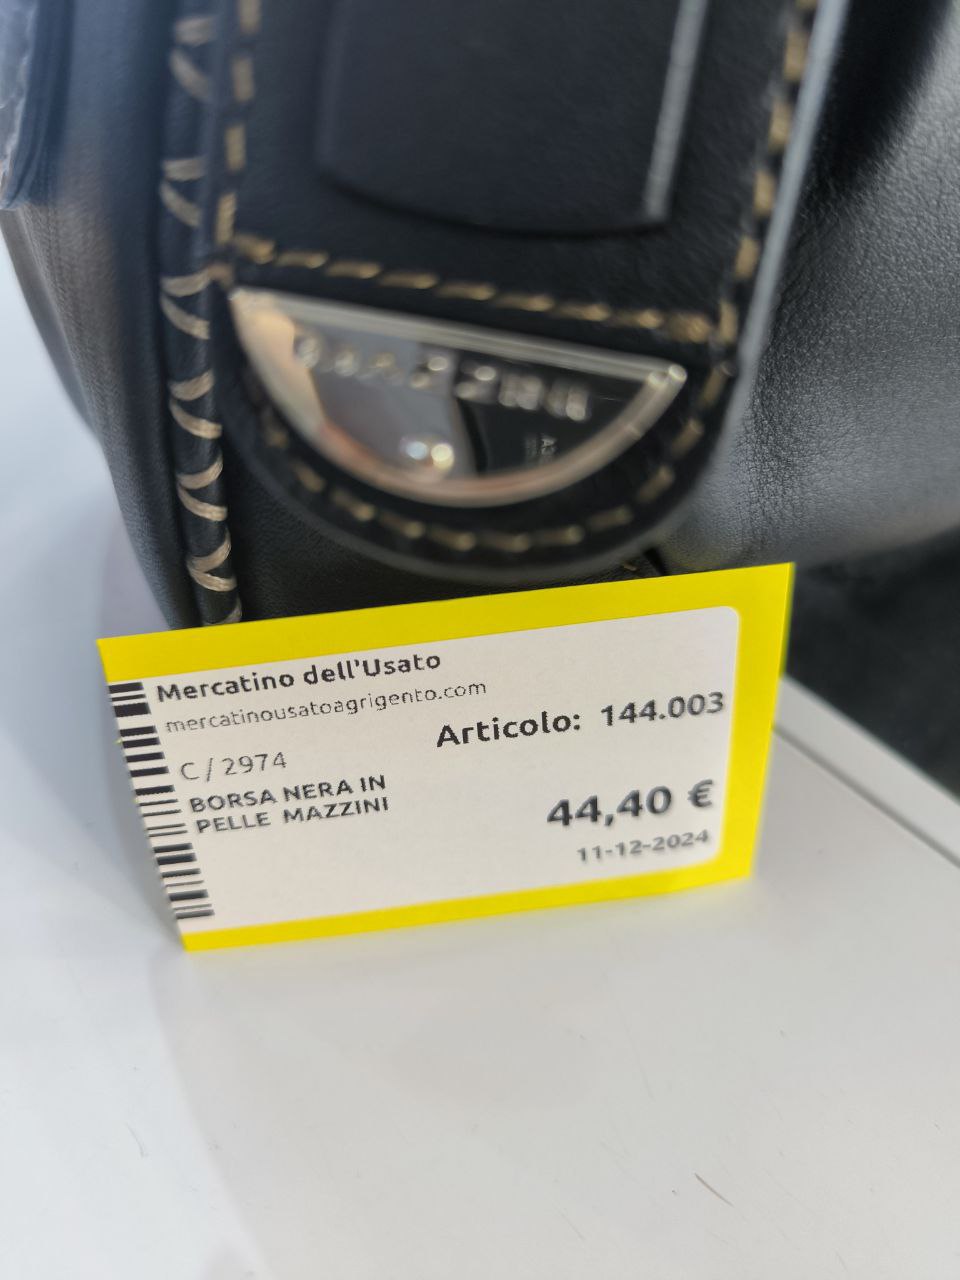 Mercatino dell'Usato
mercatinousatoagrigento.com
Articolo: 144.003
C/2974
BORSA NERA IN
PELLE MAZZINI
44,40 €
11-12-2024